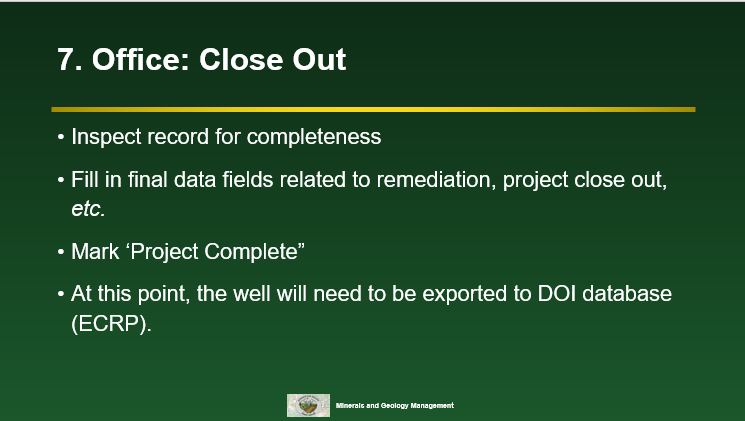 7. Office: Close Out
• Inspect record for completeness
• Fill in final data fields related to remediation, project close out,
etc.
• Mark ‘Project Complete”
• At this point, the well will need to be exported to DOI database
(ECRP).
Minerals and Geology Management